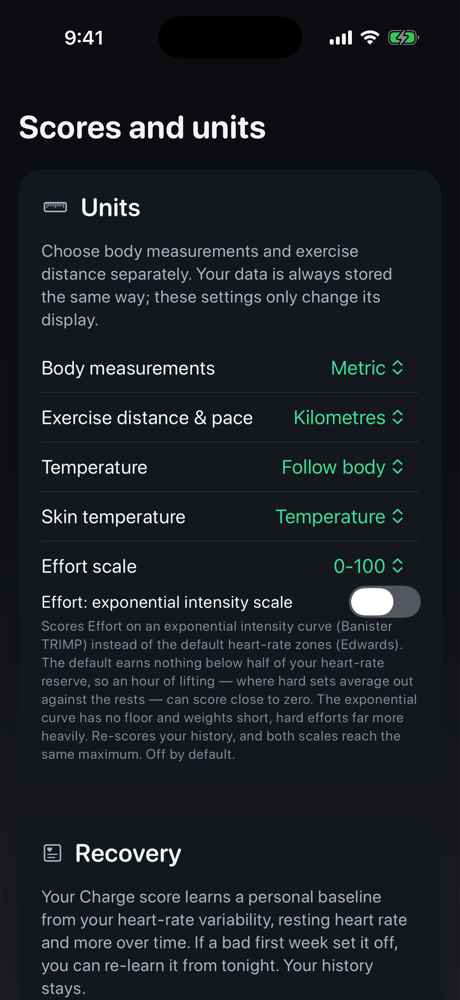 9:41
Scores and units
Units
Choose body measurements and exercise
distance separately. Your data is always stored
the same way; these settings only change its
display.
Body measurements Metric
Exercise distance & pace Kilometres
Temperature Follow body
Skin temperature Temperature
Effort scale 0-100
Effort: exponential intensity scale
Scores Effort on an exponential intensity curve (Banister
TRIMP) instead of the default heart-rate zones (Edwards).
The default earns nothing below half of your heart-rate
reserve, so an hour of lifting — where hard sets average out
against the rests — can score close to zero. The exponential
curve has no floor and weights short, hard efforts far more
heavily. Re-scores your history, and both scales reach the
same maximum. Off by default.
Recovery
Your Charge score learns a personal baseline
from your heart-rate variability, resting heart rate
and more over time. If a bad first week set it off,
you can re-learn it from tonight. Your history
stays.